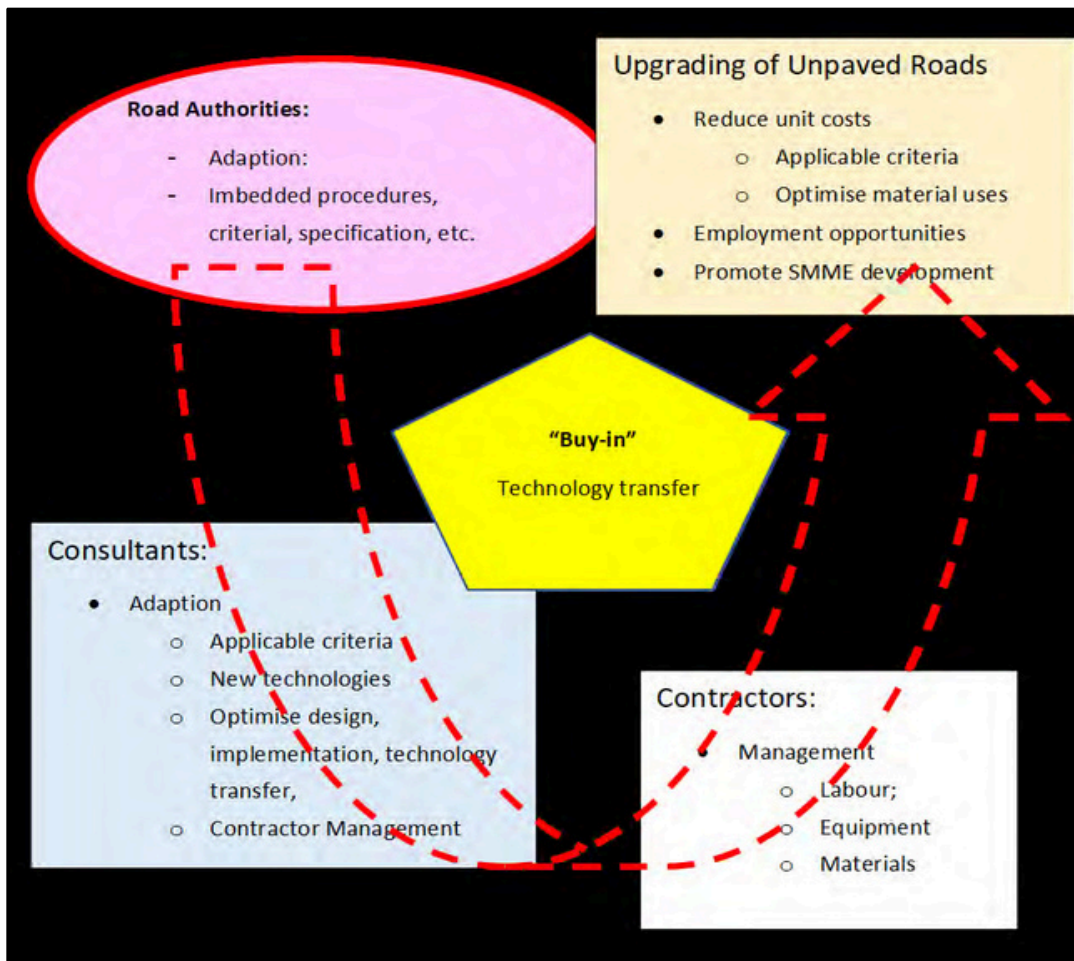 Road Authorities:
- Adaption:
- Imbedded procedures,
criterial, specification, etc.
Upgrading of Unpaved Roads
• Reduce unit costs
o Applicable criteria
o Optimise material uses
• Employment opportunities
• Promote SMME development
“Buy-in”
Technology transfer
Consultants:
• Adaption
o Applicable criteria
o New technologies
o Optimise design,
implementation, technology
transfer,
o Contractor Management
Contractors:
• Management
o Labour;
o Equipment
o Materials